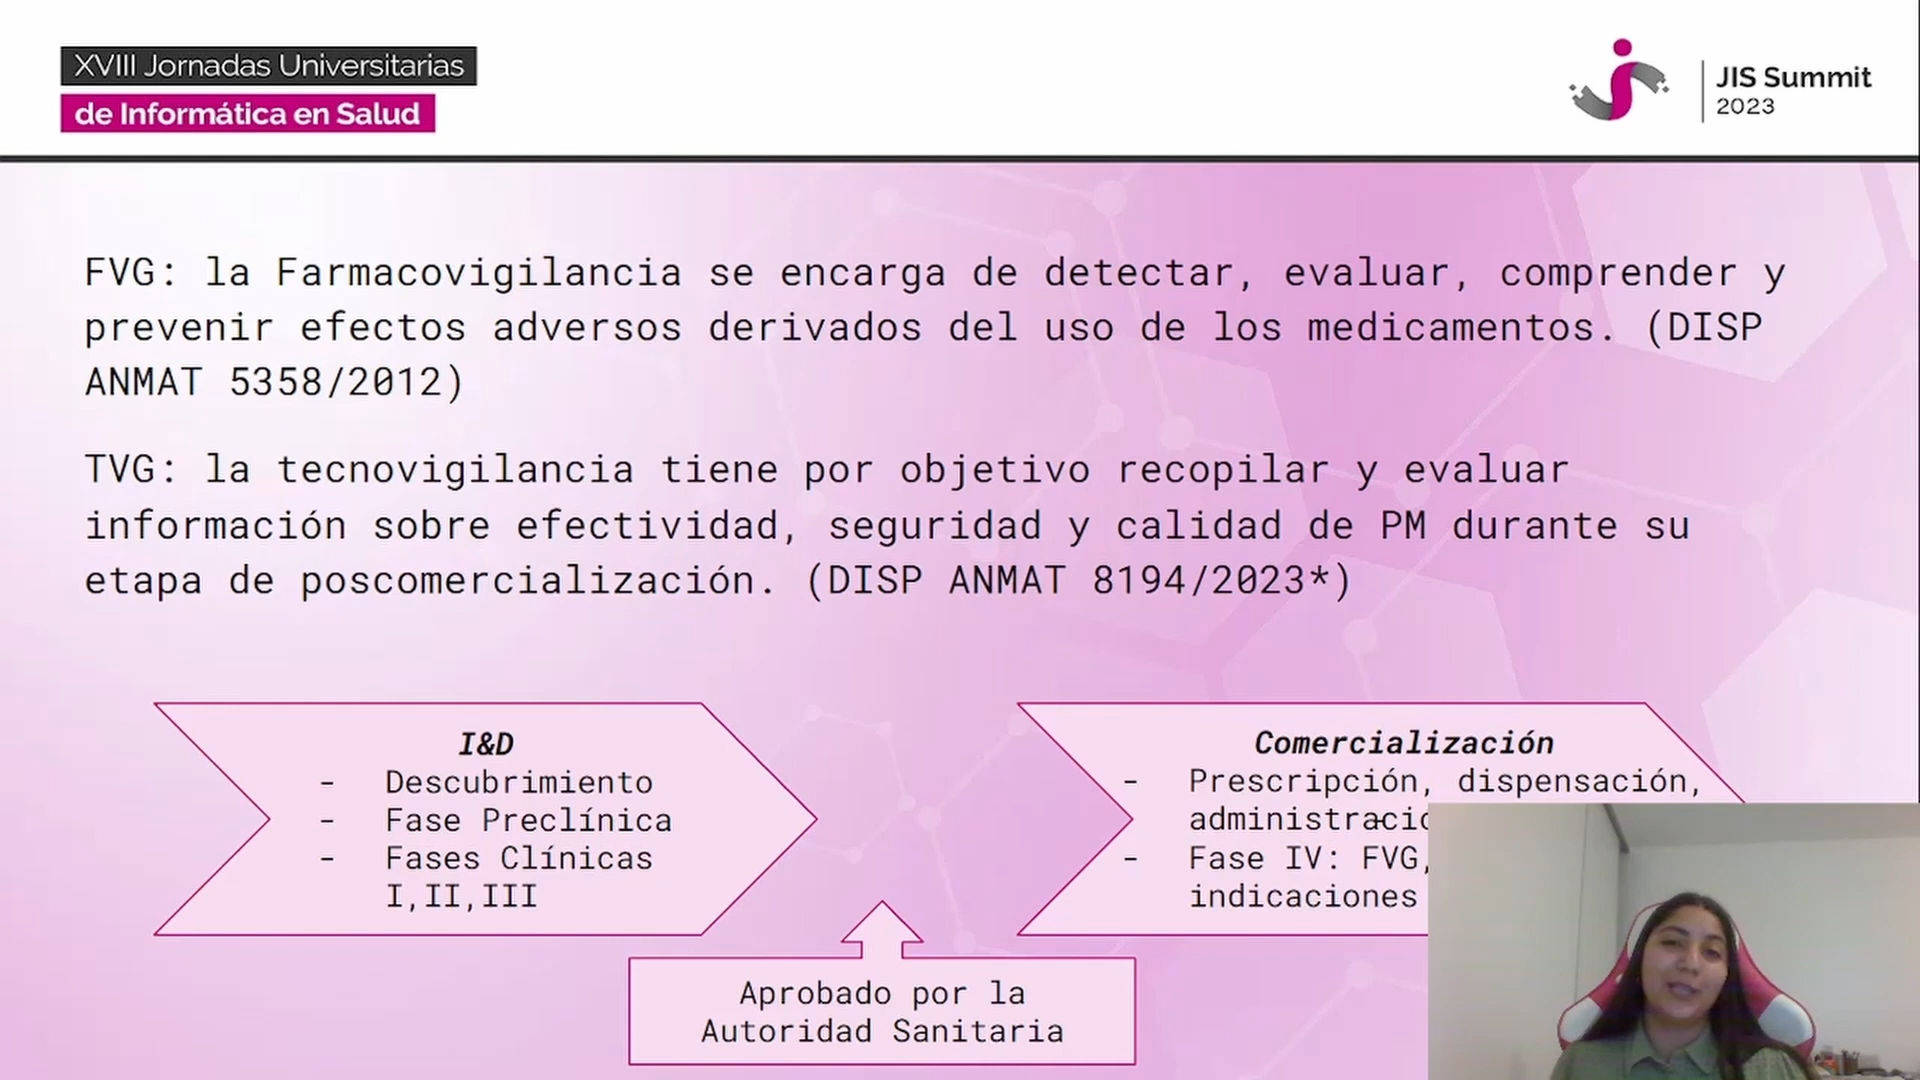 XVIII Jornadas Universitarias
de Informática en Salud
JIS Summit
2023
FVG: la Farmacovigilancia se encarga de detectar, evaluar, comprender y
prevenir efectos adversos derivados del uso de los medicamentos. (DISP
ANMAT 5358/2012)
TVG: la tecnovigilancia tiene por objetivo recopilar y evaluar
información sobre efectividad, seguridad y calidad de PM durante su
etapa de poscomercialización. (DISP ANMAT 8194/2023*)
I&D
- Descubrimiento
- Fase Preclínica
- Fases Clínicas
I,II,III
Comercialización
- Prescripción, dispensación,
- Fase IV: FVG,
indicaciones
Aprobado por la
Autoridad Sanitaria